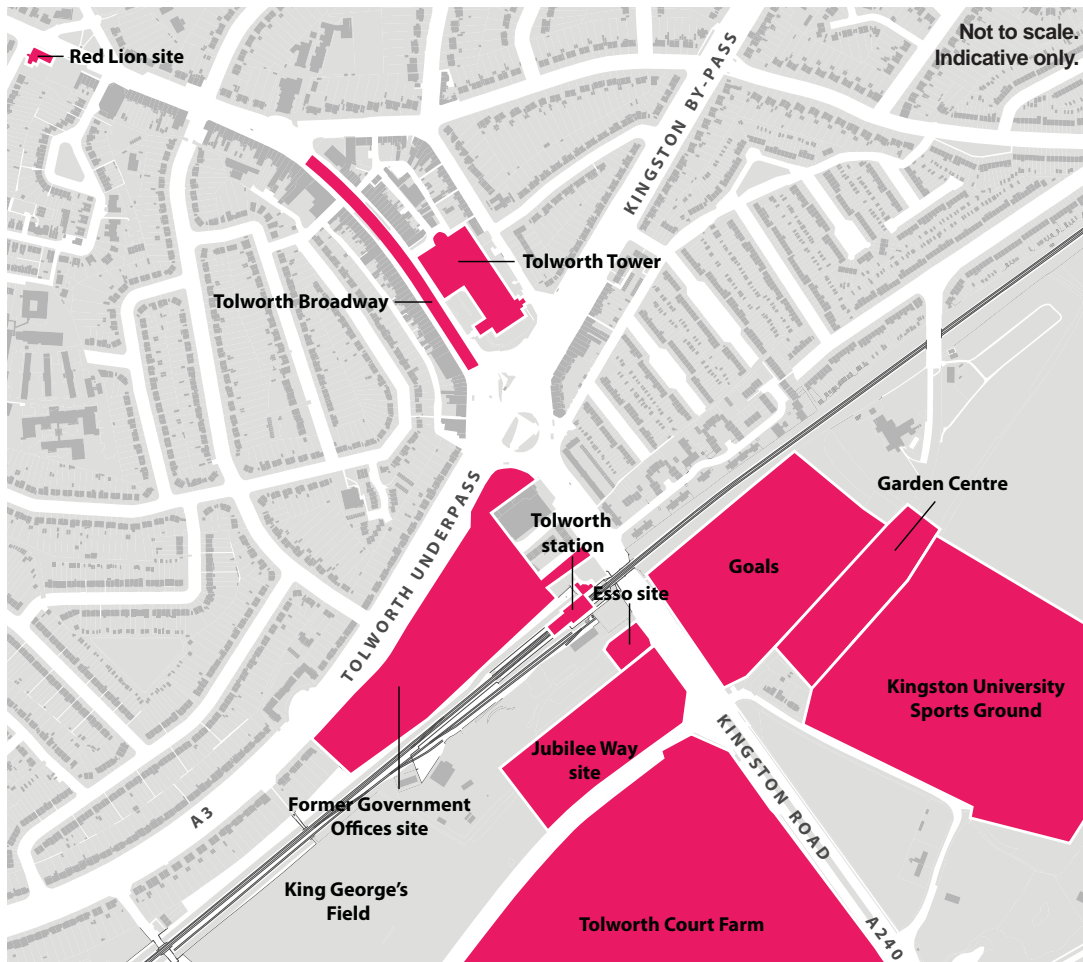 Not to scale.
Indicative only.
Red Lion site
KINGSTON BY-PASS
Tolworth Tower
Tolworth Broadway
TOLWORTH UNDERPASS
Garden Centre
Tolworth
station
Goals
Esso site
Kingston University
Sports Ground
KINGSTON ROAD
Jubilee Way
site
Former Government
Offices site
A3
King George's
Field
Tolworth Court Farm
A240